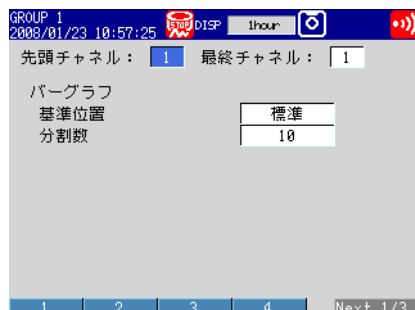 GROUP 1
2008/01/23 10:57:25 STOP DISP 1hour
先頭チャネル： 1 最終チャネル： 1
バーグラフ
基準位置 標準
分割数 10
1 2 3 4 Next 1/3